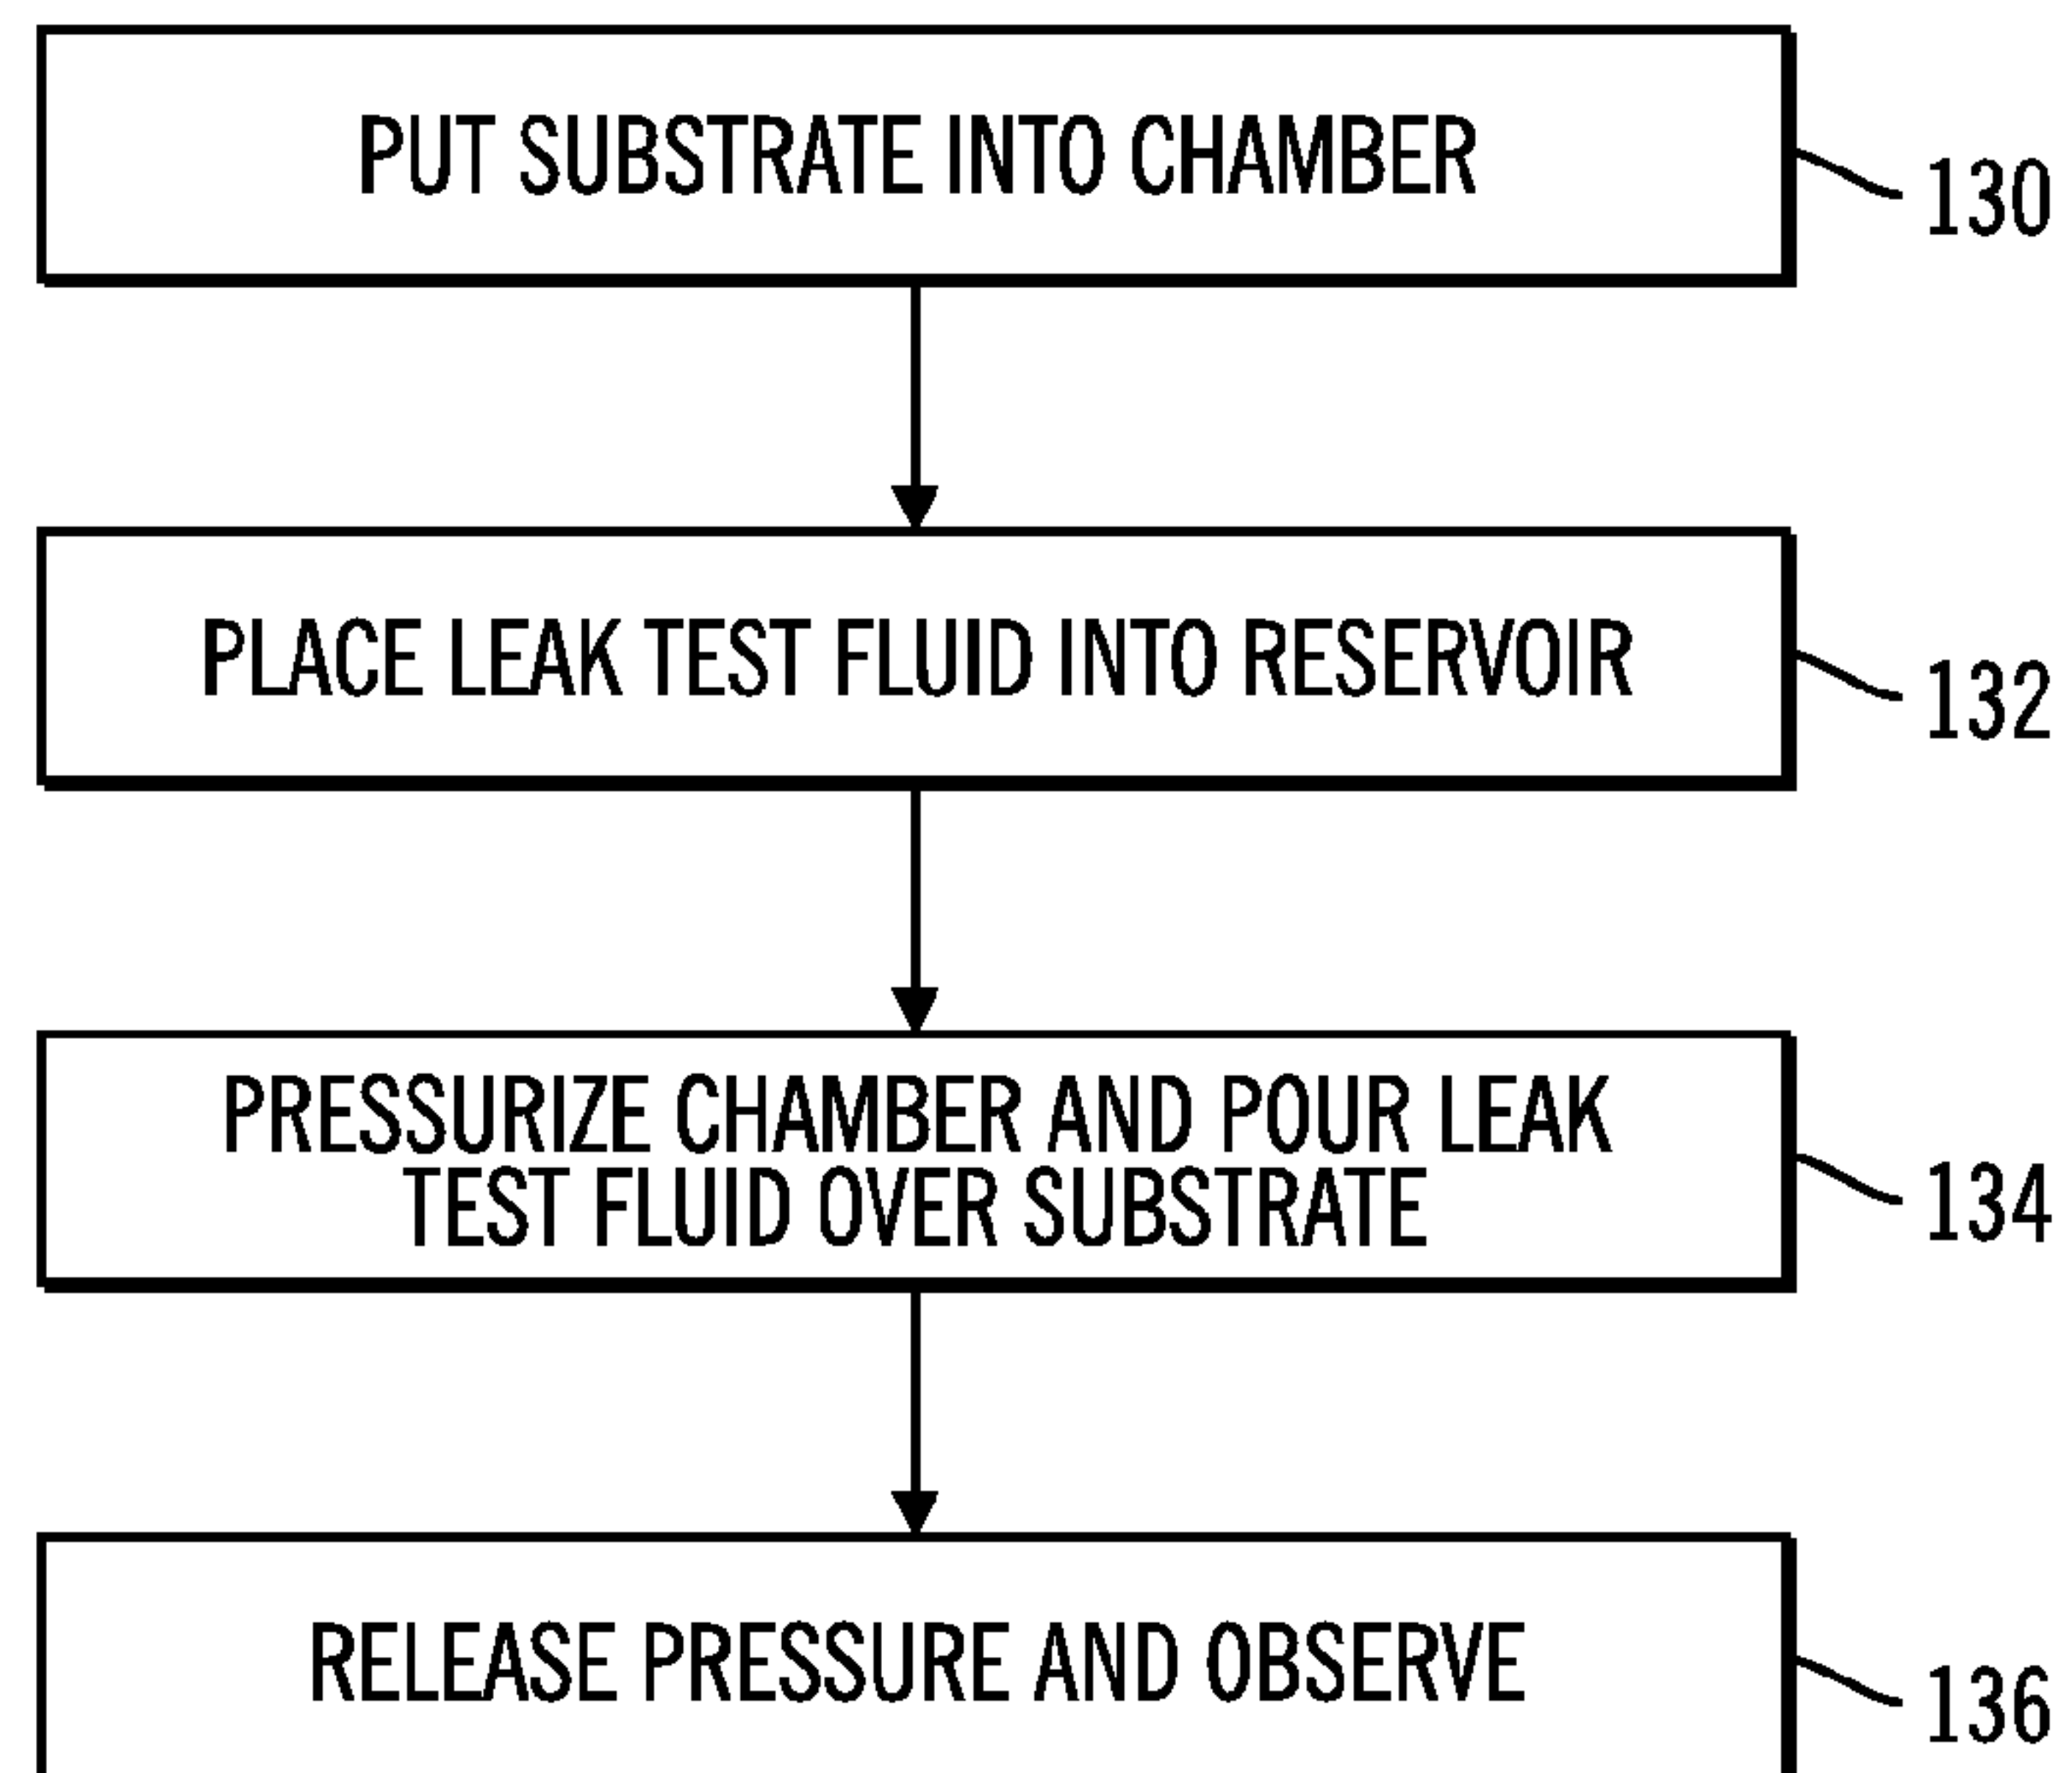 PUT SUBSTRATE INTO CHAMBER
130
PLACE LEAK TEST FLUID INTO RESERVOIR
132
PRESSURIZE CHAMBER AND POUR LEAK
TEST FLUID OVER SUBSTRATE
134
RELEASE PRESSURE AND OBSERVE
136